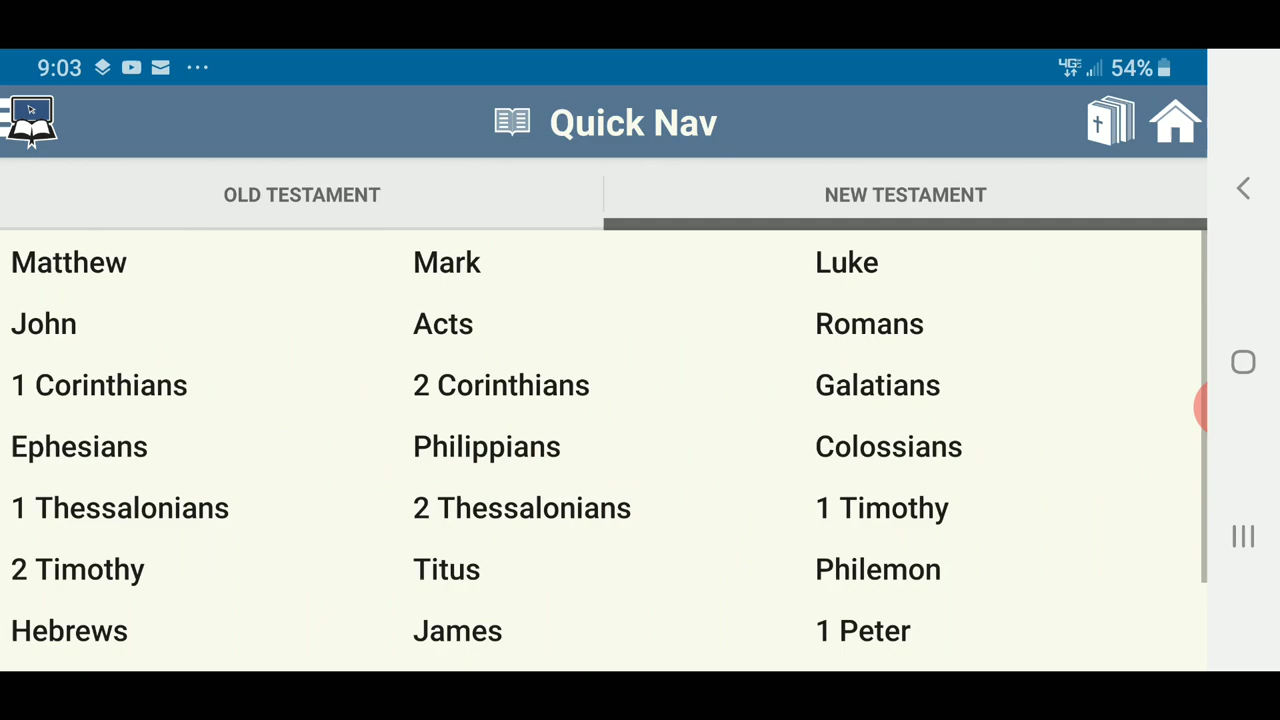 9:03 ... 4GE 54%
Quick Nav
OLD TESTAMENT NEW TESTAMENT
Matthew Mark Luke
John Acts Romans
1 Corinthians 2 Corinthians Galatians
Ephesians Philippians Colossians
1 Thessalonians 2 Thessalonians 1 Timothy
2 Timothy Titus Philemon
Hebrews James 1 Peter